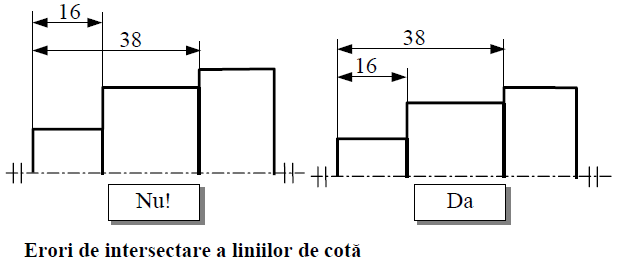 16
38
38
16
Nu!
Da
Erori de intersectare a liniilor de cotă